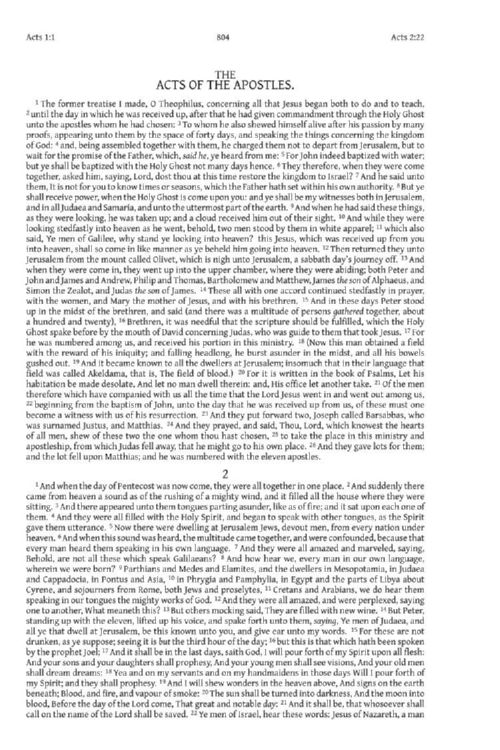 Acts 1:1
804
Acts 2:22
THE
ACTS OF THE APOSTLES.
1 The former treatise I made, O Theophilus, concerning all that Jesus began both to do and to teach,
2 until the day in which he was received up, after that he had given commandment through the Holy Ghost
unto the apostles whom he had chosen: 3 To whom he also shewed himself alive after his passion by many
proofs, appearing unto them by the space of forty days, and speaking the things concerning the kingdom
of God: 4 and, being assembled together with them, he charged them not to depart from Jerusalem, but to
wait for the promise of the Father, which, said he, ye heard from me: 5 For John indeed baptized with water;
but ye shall be baptized with the Holy Ghost not many days hence. 6 They therefore, when they were come
together, asked him, saying, Lord, dost thou at this time restore the kingdom to Israel? 7 And he said unto
them, It is not for you to know times or seasons, which the Father hath set within his own authority. 8 But ye
shall receive power, when the Holy Ghost is come upon you: and ye shall be my witnesses both in Jerusalem,
and in all Judaea and Samaria, and unto the uttermost part of the earth. 9 And when he had said these things,
as they were looking, he was taken up; and a cloud received him out of their sight. 10 And while they were
looking stedfastly into heaven as he went, behold, two men stood by them in white apparel; 11 which also
said, Ye men of Galilee, why stand ye looking into heaven? this Jesus, which was received up from you
into heaven, shall so come in like manner as ye beheld him going into heaven. 12 Then returned they unto
Jerusalem from the mount called Olivet, which is nigh unto Jerusalem, a sabbath day's journey off. 13 And
when they were come in, they went up into the upper chamber, where they were abiding; both Peter and
John and James and Andrew, Philip and Thomas, Bartholomew and Matthew, James the son of Alphaeus, and
Simon the Zealot, and Judas the son of James. 14 These all with one accord continued stedfastly in prayer,
with the women, and Mary the mother of Jesus, and with his brethren. 15 And in these days Peter stood
up in the midst of the brethren, and said (and there was a multitude of persons gathered together, about
a hundred and twenty), 16 Brethren, it was needful that the scripture should be fulfilled, which the Holy
Ghost spake before by the mouth of David concerning Judas, who was guide to them that took Jesus. 17 For
he was numbered among us, and received his portion in this ministry. 18 (Now this man obtained a field
with the reward of his iniquity; and falling headlong, he burst asunder in the midst, and all his bowels
gushed out. 19 And it became known to all the dwellers at Jerusalem; insomuch that in their language that
field was called Akeldama, that is, The field of blood.) 20 For it is written in the book of Psalms, Let his
habitation be made desolate, And let no man dwell therein: and, His office let another take. 21 Of the men
therefore which have companied with us all the time that the Lord Jesus went in and went out among us,
22 beginning from the baptism of John, unto the day that he was received up from us, of these must one
become a witness with us of his resurrection. 23 And they put forward two, Joseph called Barsabbas, who
was surnamed Justus, and Matthias. 24 And they prayed, and said, Thou, Lord, which knowest the hearts
of all men, shew of these two the one whom thou hast chosen, 25 to take the place in this ministry and
apostleship, from which Judas fell away, that he might go to his own place. 26 And they gave lots for them;
and the lot fell upon Matthias; and he was numbered with the eleven apostles.
2
1 And when the day of Pentecost was now come, they were all together in one place. 2 And suddenly there
came from heaven a sound as of the rushing of a mighty wind, and it filled all the house where they were
sitting. 3 And there appeared unto them tongues parting asunder, like as of fire; and it sat upon each one of
them. 4 And they were all filled with the Holy Spirit, and began to speak with other tongues, as the Spirit
gave them utterance. 5 Now there were dwelling at Jerusalem Jews, devout men, from every nation under
heaven. 6 And when this sound was heard, the multitude came together, and were confounded, because that
every man heard them speaking in his own language. 7 And they were all amazed and marveled, saying,
Behold, are not all these which speak Galilaeans? 8 And how hear we, every man in our own language,
wherein we were born? 9 Parthians and Medes and Elamites, and the dwellers in Mesopotamia, in Judaea
and Cappadocia, in Pontus and Asia, 10 in Phrygia and Pamphylia, in Egypt and the parts of Libya about
Cyrene, and sojourners from Rome, both Jews and proselytes, 11 Cretans and Arabians, we do hear them
speaking in our tongues the mighty works of God. 12 And they were all amazed, and were perplexed, saying
one to another, What meaneth this? 13 But others mocking said, They are filled with new wine. 14 But Peter,
standing up with the eleven, lifted up his voice, and spake forth unto them, saying, Ye men of Judaea, and
all ye that dwell at Jerusalem, be this known unto you, and give ear unto my words. 15 For these are not
drunken, as ye suppose; seeing it is but the third hour of the day; 16 but this is that which hath been spoken
by the prophet Joel; 17 And it shall be in the last days, saith God, I will pour forth of my Spirit upon all flesh:
And your sons and your daughters shall prophesy, And your young men shall see visions, And your old men
shall dream dreams: 18 Yea and on my servants and on my handmaidens in those days Will I pour forth of
my Spirit; and they shall prophesy. 19 And I will shew wonders in the heaven above, And signs on the earth
beneath; Blood, and fire, and vapour of smoke: 20 The sun shall be turned into darkness, And the moon into
blood, Before the day of the Lord come, That great and notable day: 21 And it shall be, that whosoever shall
call on the name of the Lord shall be saved. 22 Ye men of Israel, hear these words: Jesus of Nazareth, a man